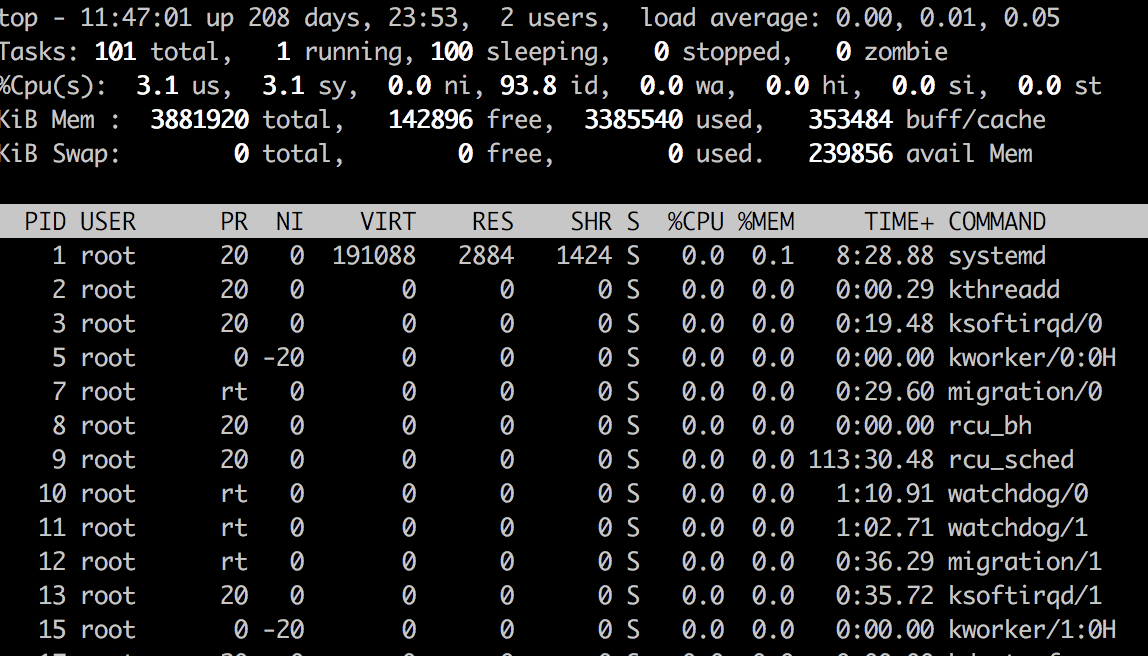 top - 11:47:01 up 208 days, 23:53,  2 users,  load average: 0.00, 0.01, 0.05
Tasks: 101 total,   1 running, 100 sleeping,   0 stopped,   0 zombie
%Cpu(s):  3.1 us,  3.1 sy,  0.0 ni, 93.8 id,  0.0 wa,  0.0 hi,  0.0 si,  0.0 st
KiB Mem :  3881920 total,   142896 free,  3385540 used,   353484 buff/cache
KiB Swap:        0 total,        0 free,        0 used.   239856 avail Mem
PID USER      PR  NI    VIRT    RES    SHR S  %CPU %MEM     TIME+ COMMAND
1 root      20   0  191088   2884   1424 S   0.0  0.1   8:28.88 systemd
2 root      20   0       0      0      0 S   0.0  0.0   0:00.29 kthreadd
3 root      20   0       0      0      0 S   0.0  0.0   0:19.48 ksoftirqd/0
5 root       0 -20       0      0      0 S   0.0  0.0   0:00.00 kworker/0:0H
7 root      rt   0       0      0      0 S   0.0  0.0   0:29.60 migration/0
8 root      20   0       0      0      0 S   0.0  0.0   0:00.00 rcu_bh
9 root      20   0       0      0      0 S   0.0  0.0 113:30.48 rcu_sched
10 root      rt   0       0      0      0 S   0.0  0.0   1:10.91 watchdog/0
11 root      rt   0       0      0      0 S   0.0  0.0   1:02.71 watchdog/1
12 root      rt   0       0      0      0 S   0.0  0.0   0:36.29 migration/1
13 root      20   0       0      0      0 S   0.0  0.0   0:35.72 ksoftirqd/1
15 root       0 -20       0      0      0 S   0.0  0.0   0:00.00 kworker/1:0H